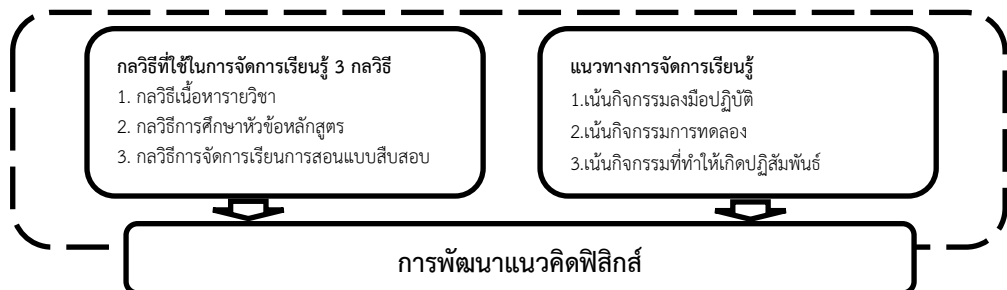 กลวิธีที่ใช้ในการจัดการเรียนรู้ 3 กลวิธี
1. กลวิธีเนื้อหารายวิชา
2. กลวิธีการศึกษาหัวข้อหลักสูตร
3. กลวิธีการจัดการเรียนการสอนแบบสืบสอบ
แนวทางการจัดการเรียนรู้
1.เน้นกิจกรรมลงมือปฏิบัติ
2.เน้นกิจกรรมการทดลอง
3.เน้นกิจกรรมที่ทำให้เกิดปฏิสัมพันธ์
การพัฒนาแนวคิดฟิสิกส์